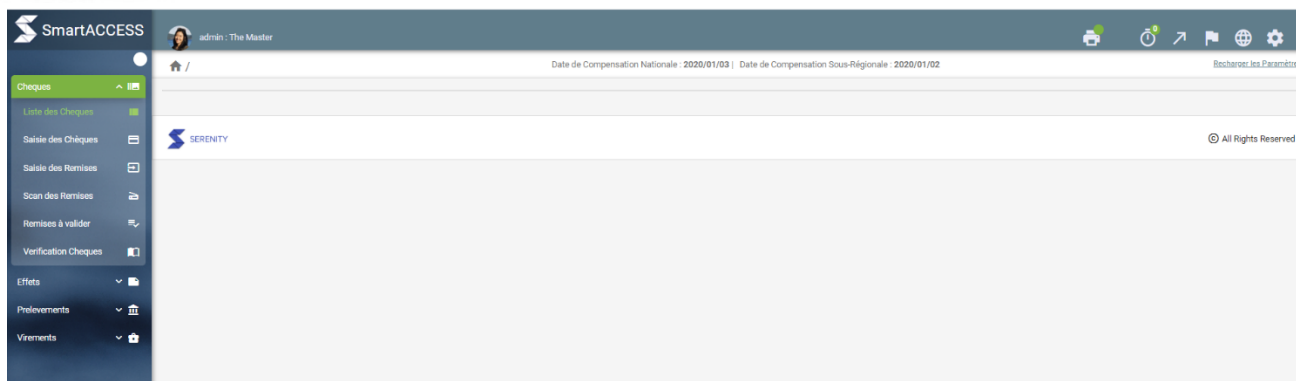 SmartACCESS
admin : The Master
0
/
Date de Compensation Nationale : 2020/01/03 | Date de Compensation Sous-Régionale : 2020/01/02
Recharger les Paramètre
Cheques
Liste des Cheques
Saisie des Chèques
Saisie des Remises
Scan des Remises
Remises à valider
Verification Cheques
Effets
Prelevements
Virements
SERENITY
© All Rights Reserved